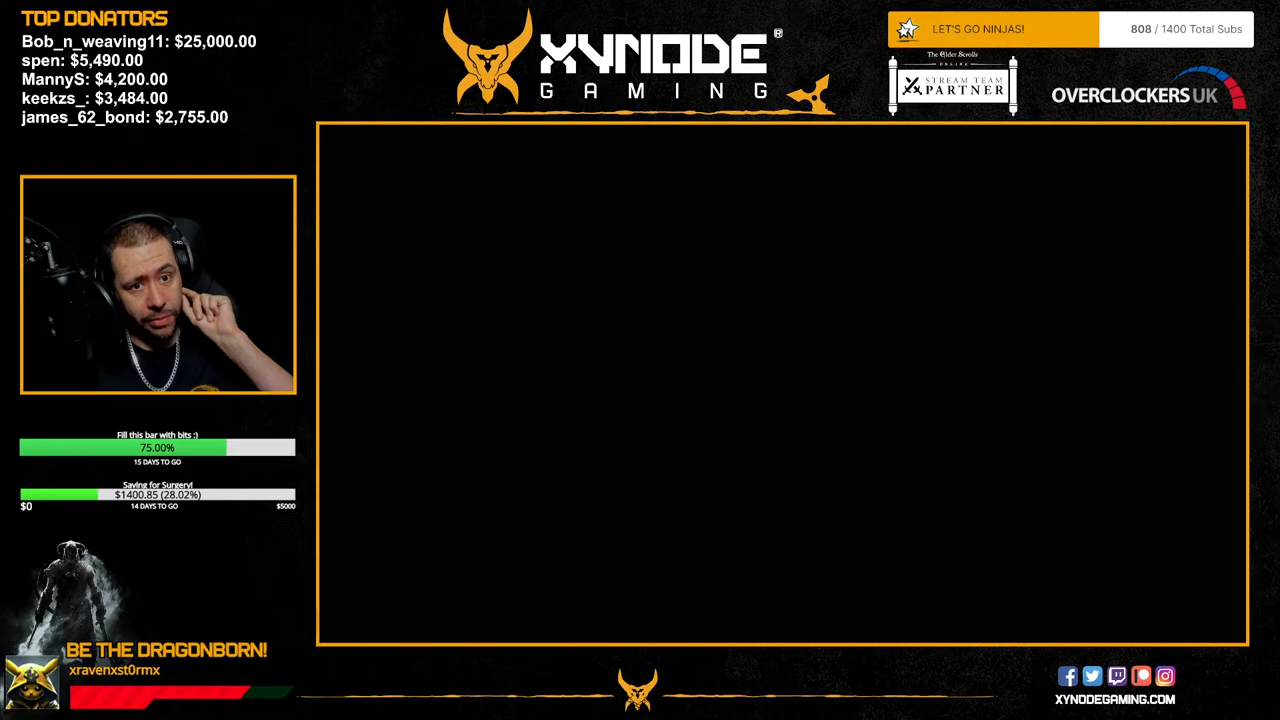 TOP DONATORS
Bob_n_weaving11: $25,000.00
spen: $5,490.00
MannyS: $4,200.00
keekzs_: $3,484.00
james_62_bond: $2,755.00
XYNODE®
GAMING
LET'S GO NINJAS!
808 / 1400 Total Subs
The Elder Scrolls
ONLINE
STREAM TEAM
PARTNER
OVERCLOCKERS UK
Fill this bar with bits :)
75.00%
15 DAYS TO GO
Saving for Surgery!
$1400.85 (28.02%)
$0
14 DAYS TO GO
$5000
BE THE DRAGONBORN!
xravenxst0rmx
XYNODEGAMING.COM